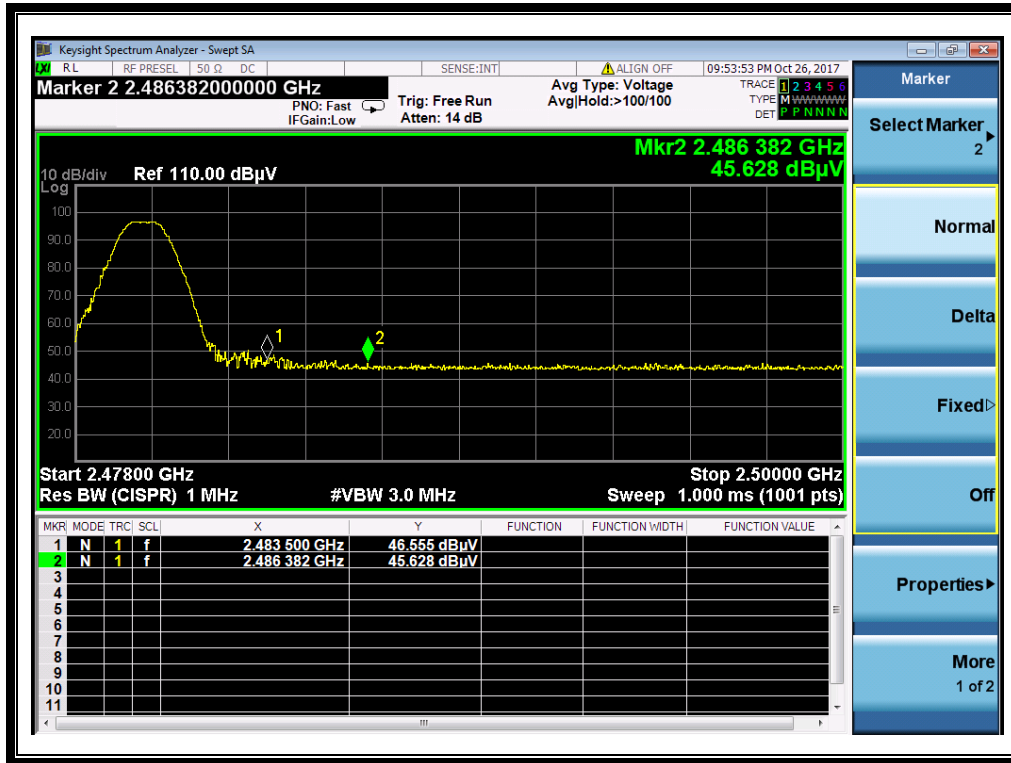 Keysight Spectrum Analyzer - Swept SA
LXI RL RF PRESEL 50 Ω DC SENSE:INT ALIGN OFF 09:53:53 PM Oct 26, 2017
Marker 2 2.486382000000 GHz
PNO: Fast
IFGain:Low
Trig: Free Run
Atten: 14 dB
Avg Type: Voltage
Avg|Hold:>100/100
TRACE 1 2 3 4 5 6
TYPE M WWWWW
DET P P N N N N
Mkr2 2.486 382 GHz
45.628 dBµV
10 dB/div Ref 110.00 dBµV
Log
100
90.0
80.0
70.0
60.0
50.0
40.0
30.0
20.0
1
2
Start 2.47800 GHz Stop 2.50000 GHz
Res BW (CISPR) 1 MHz #VBW 3.0 MHz Sweep 1.000 ms (1001 pts)
MKR MODE TRC SCL X Y FUNCTION FUNCTION WIDTH FUNCTION VALUE
1 N 1 f 2.483 500 GHz 46.555 dBµV
2 N 1 f 2.486 382 GHz 45.628 dBµV
3
4
5
6
7
8
9
10
11
Marker
Select Marker
2
Normal
Delta
Fixed
Off
Properties
More
1 of 2